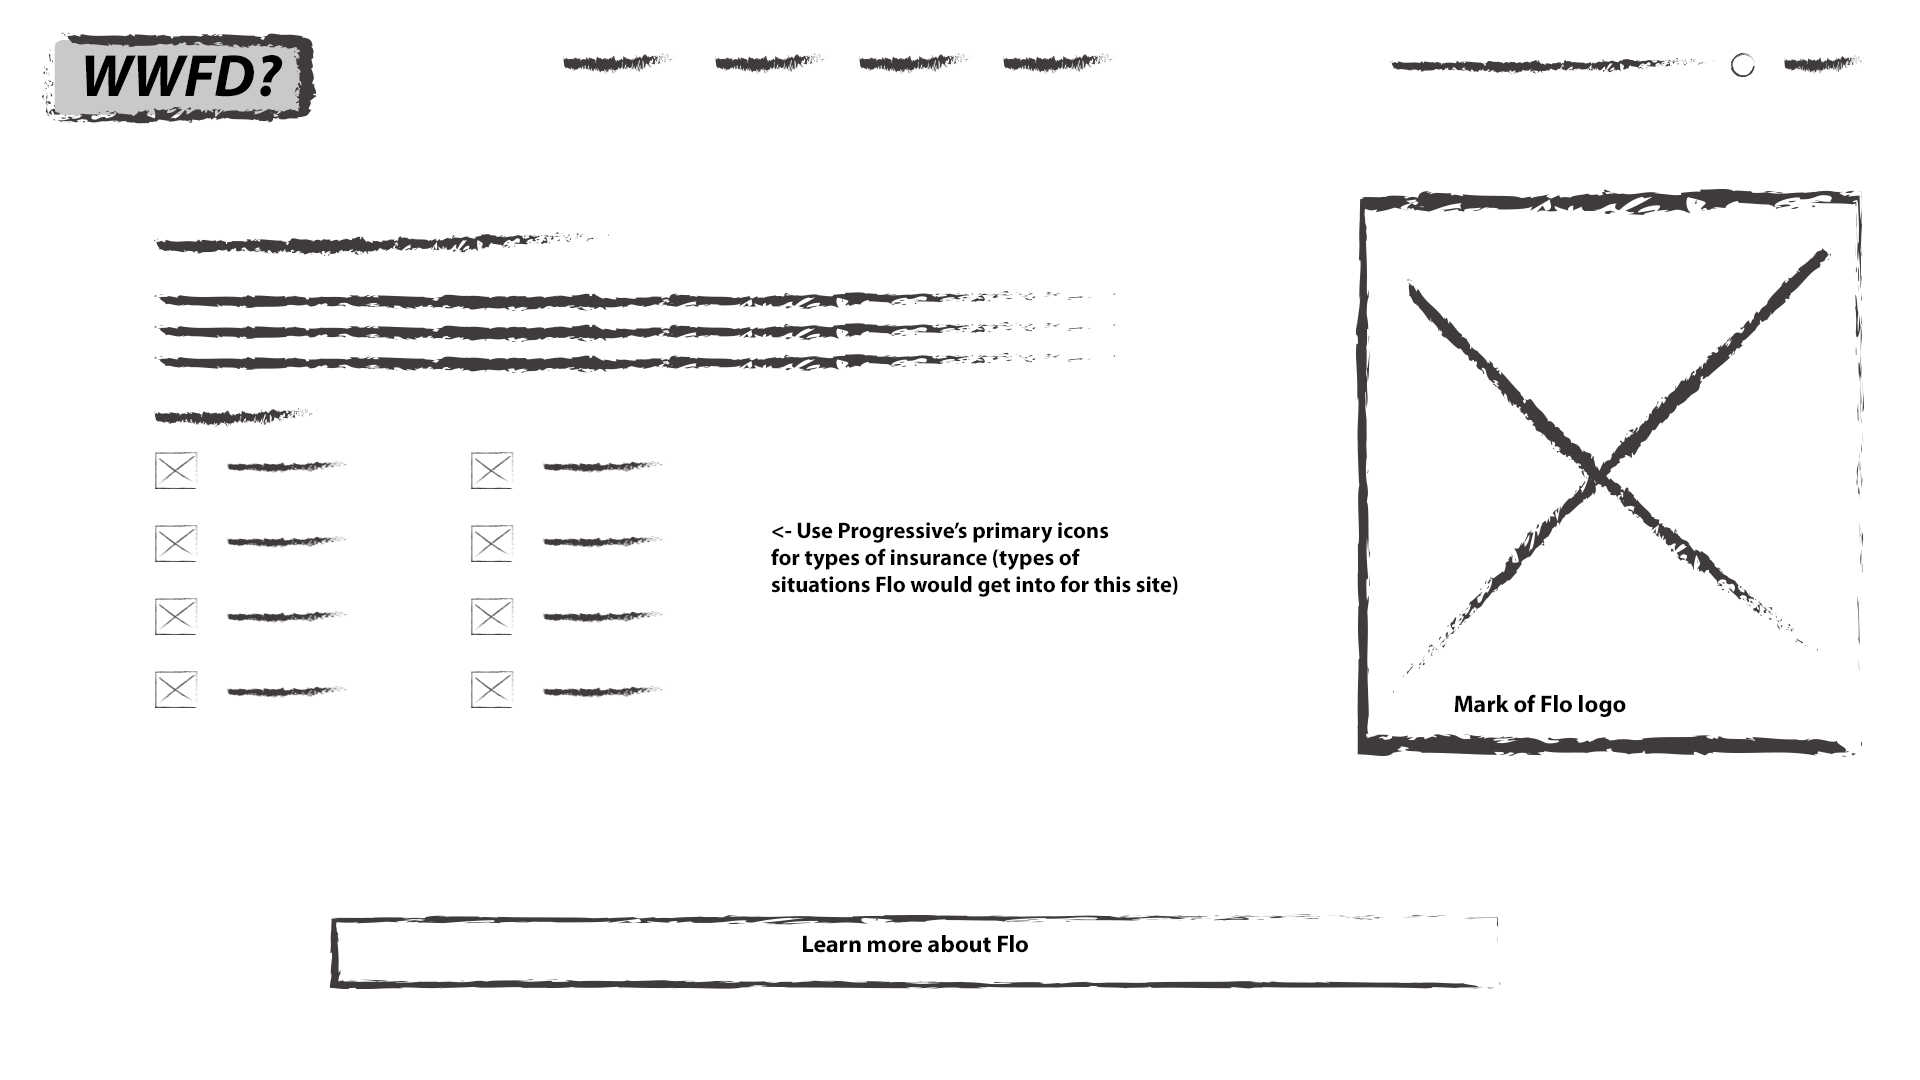 WWFD?
<- Use Progressive’s primary icons
for types of insurance (types of
situations Flo would get into for this site)
Mark of Flo logo
Learn more about Flo